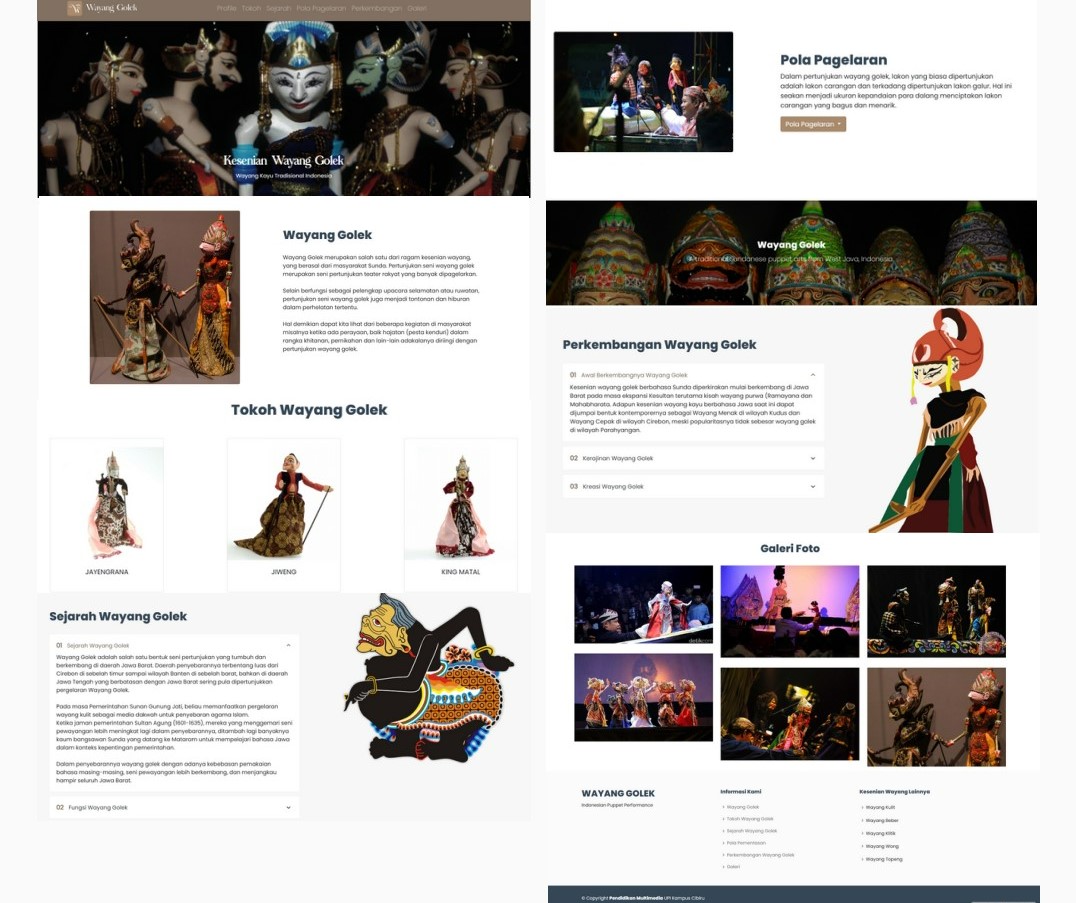 Wayang Golek
Profile Tokoh Sejarah Pola Pagelaran Perkembangan Galeri
Kesenian Wayang Golek
Wayang Kayu Tradisional Indonesia
Wayang Golek
Wayang Golek merupakan salah satu dari ragam kesenian wayang,
yang berasal dari masyarakat Sunda. Pertunjukan seni wayang golek
merupakan seni pertunjukan teater rakyat yang banyak dipagelarkan.
Selain berfungsi sebagai pelengkap upacara selamatan atau ruwatan,
pertunjukan seni wayang golek juga menjadi tontonan dan hiburan
dalam perhelatan tertentu.
Hal demikian dapat kita lihat dari beberapa kegiatan di masyarakat
misalnya ketika ada perayaan, baik hajatan (pesta kenduri) dalam
rangka khitanan, pernikahan dan lain-lain adakalanya diriingi dengan
pertunjukan wayang golek.
Tokoh Wayang Golek
JAYENGRANA
JIWENG
KING MATAL
Sejarah Wayang Golek
01 Sejarah Wayang Golek
Wayang Golek adalah salah satu bentuk seni pertunjukan yang tumbuh dan
berkembang di daerah Jawa Barat. Daerah penyebarannya terbentang luas dari
Cirebon di sebelah timur sampai wilayah Banten di sebelah barat, bahkan di daerah
Jawa Tengah yang berbatasan dengan Jawa Barat sering pula dipertunjukkan
pergelaran Wayang Golek.
Pada masa Pemerintahan Sunan Gunung Jati, beliau memanfaatkan pergelaran
wayang kulit sebagai media dakwah untuk penyebaran agama Islam.
Ketika jaman pemerintahan Sultan Agung (1601-1635), mereka yang menggemari seni
pewayangan lebih meningkat lagi dalam penyebarannya, ditambah lagi banyaknya
kaum bangsawan Sunda yang datang ke Mataram untuk mempelajari bahasa Jawa
dalam konteks kepentingan pemerintahan.
Dalam penyebarannya wayang golek dengan adanya kebebasan pemakaian
bahasa masing-masing, seni pewayangan lebih berkembang, dan menjangkau
hampir seluruh Jawa Barat.
02 Fungsi Wayang Golek
Pola Pagelaran
Dalam pertunjukan wayang golek, lakon yang biasa dipertunjukan
adalah lakon carangan dan terkadang dipertunjukan lakon galur. Hal ini
seakan menjadi ukuran kepandaian para dalang menciptakan lakon
carangan yang bagus dan menarik.
Pola Pagelaran
Wayang Golek
A traditional Sundanese puppet arts from West Java, Indonesia
Perkembangan Wayang Golek
01 Awal Berkembangnya Wayang Golek
Kesenian wayang golek berbahasa Sunda diperkirakan mulai berkembang di Jawa
Barat pada masa ekspansi Kesultan terutama kisah wayang purwa (Ramayana dan
Mahabharata. Adapun kesenian wayang kayu berbahasa Jawa saat ini dapat
dijumpai bentuk kontemporernya sebagai Wayang Menak di wilayah Kudus dan
Wayang Cepak di wilayah Cirebon, meski popularitasnya tidak sebesar wayang golek
di wilayah Parahyangan.
02 Kerajinan Wayang Golek
03 Kreasi Wayang Golek
Galeri Foto
detikcom
WAYANG GOLEK
Indonesian Puppet Performance
Informasi Kami
Wayang Golek
Tokoh Wayang Golek
Sejarah Wayang Golek
Pola Pementasan
Perkembangan Wayang Golek
Galeri
Kesenian Wayang Lainnya
Wayang Kulit
Wayang Beber
Wayang Klitik
Wayang Wong
Wayang Topeng
© Copyright Pendidikan Multimedia UPI Kampus Cibiru